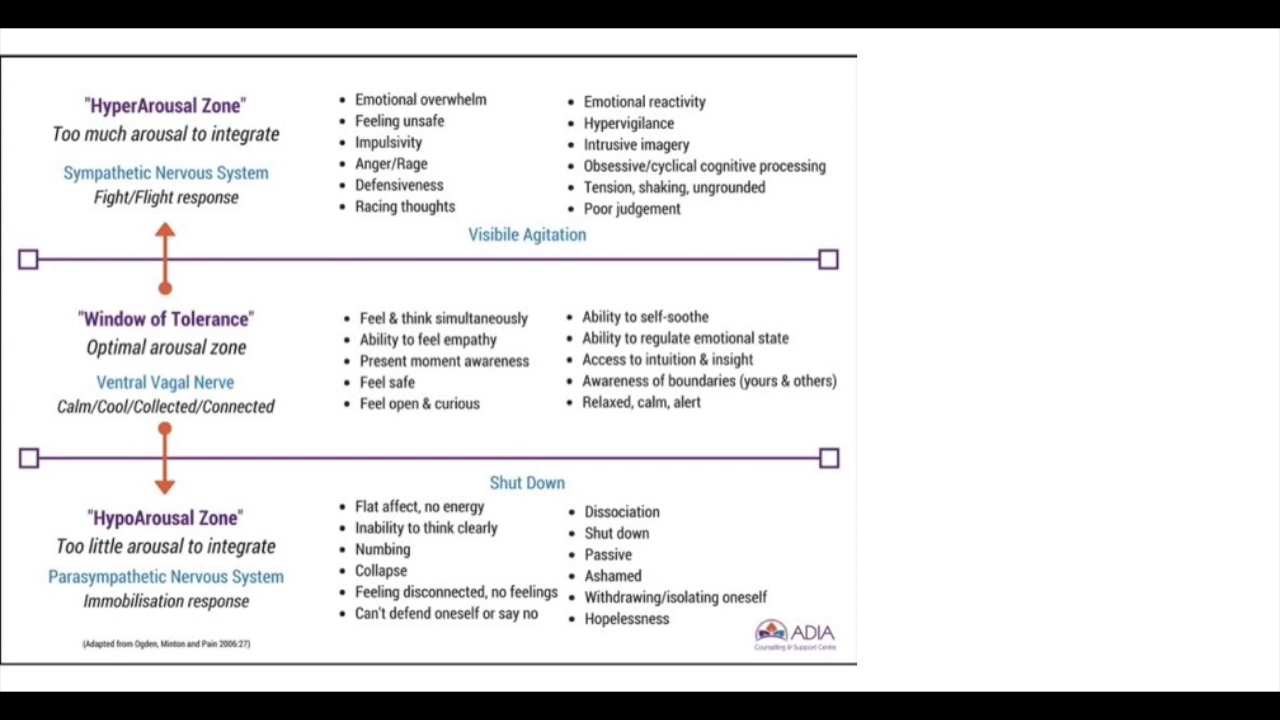 "HyperArousal Zone"
Too much arousal to integrate
Sympathetic Nervous System
Fight/Flight response
• Emotional overwhelm
• Feeling unsafe
• Impulsivity
• Anger/Rage
• Defensiveness
• Racing thoughts
• Emotional reactivity
• Hypervigilance
• Intrusive imagery
• Obsessive/cyclical cognitive processing
• Tension, shaking, ungrounded
• Poor judgement
Visibile Agitation
"Window of Tolerance"
Optimal arousal zone
Ventral Vagal Nerve
Calm/Cool/Collected/Connected
• Feel & think simultaneously
• Ability to feel empathy
• Present moment awareness
• Feel safe
• Feel open & curious
• Ability to self-soothe
• Ability to regulate emotional state
• Access to intuition & insight
• Awareness of boundaries (yours & others)
• Relaxed, calm, alert
Shut Down
"HypoArousal Zone"
Too little arousal to integrate
Parasympathetic Nervous System
Immobilisation response
• Flat affect, no energy
• Inability to think clearly
• Numbing
• Collapse
• Feeling disconnected, no feelings
• Can't defend oneself or say no
• Dissociation
• Shut down
• Passive
• Ashamed
• Withdrawing/isolating oneself
• Hopelessness
(Adapted from Ogden, Minton and Pain 2006:27)
ADIA
Counselling & Support Centre